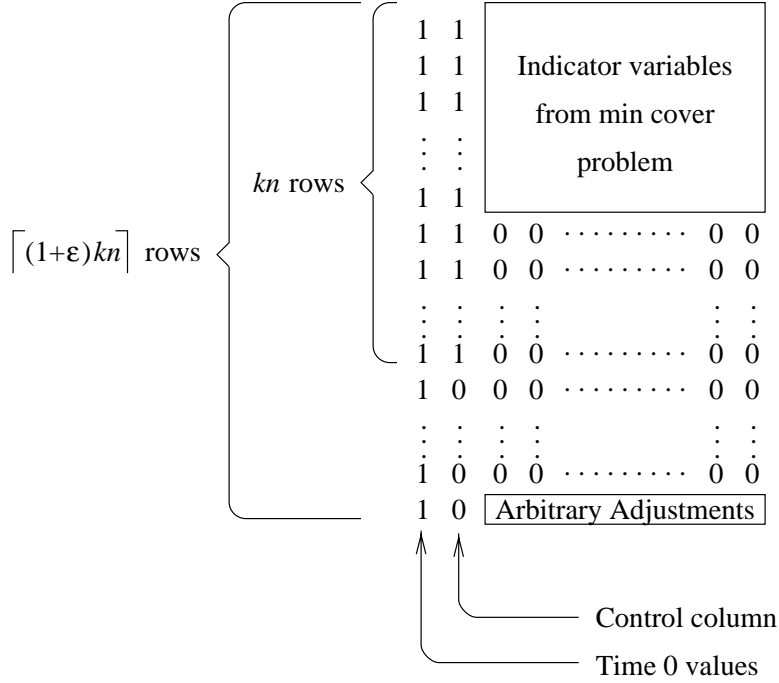 1 1
1 1 Indicator variables
1 1 from min cover
⋮ ⋮ problem
kn rows
1 1
⌈(1+ε)kn⌉ rows
1 1 0 0 ⋯⋯⋯ 0 0
1 1 0 0 ⋯⋯⋯ 0 0
⋮ ⋮ ⋮ ⋮ ⋮ ⋮
1 1 0 0 ⋯⋯⋯ 0 0
1 0 0 0 ⋯⋯⋯ 0 0
⋮ ⋮ ⋮ ⋮ ⋮ ⋮
1 0 0 0 ⋯⋯⋯ 0 0
1 0 Arbitrary Adjustments
Control column
Time 0 values